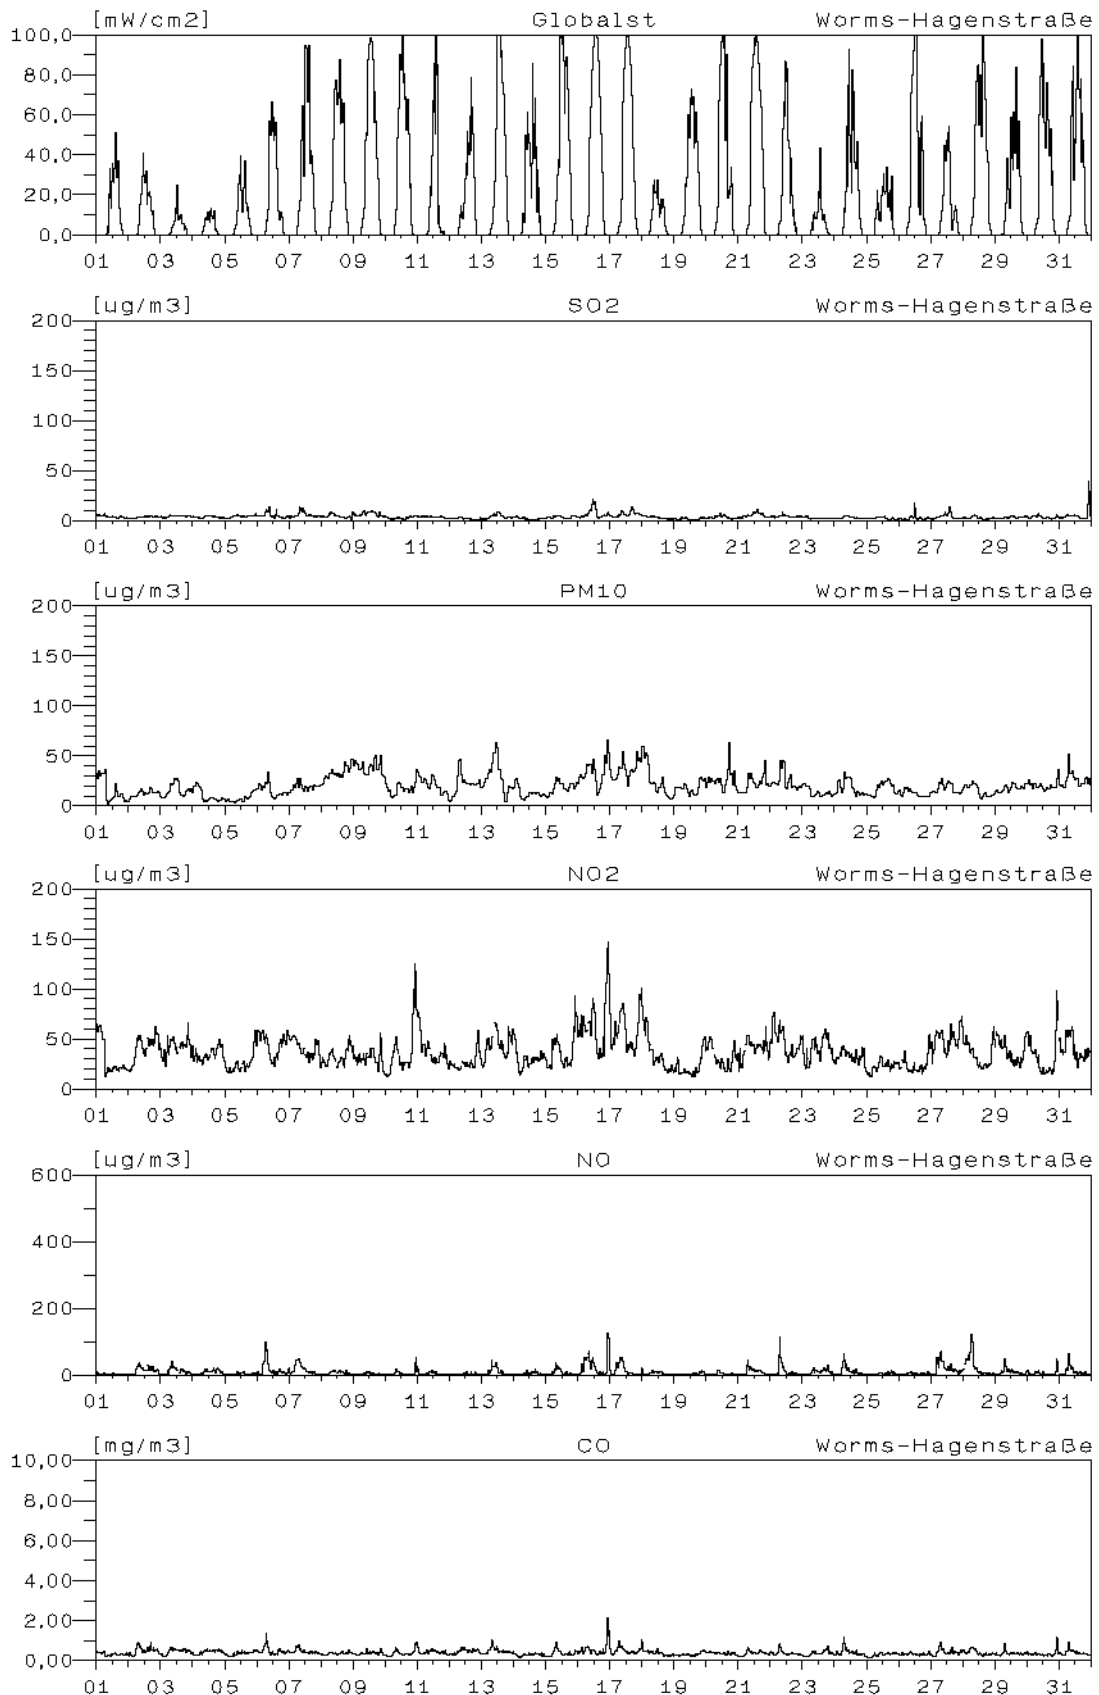 [mW/cm2] Globalst Worms-Hagenstraße
100,0
80,0
60,0
40,0
20,0
0,0
01 03 05 07 09 11 13 15 17 19 21 23 25 27 29 31
[ug/m3] SO2 Worms-Hagenstraße
200
150
100
50
0
01 03 05 07 09 11 13 15 17 19 21 23 25 27 29 31
[ug/m3] PM10 Worms-Hagenstraße
200
150
100
50
0
01 03 05 07 09 11 13 15 17 19 21 23 25 27 29 31
[ug/m3] NO2 Worms-Hagenstraße
200
150
100
50
0
01 03 05 07 09 11 13 15 17 19 21 23 25 27 29 31
[ug/m3] NO Worms-Hagenstraße
600
400
200
0
01 03 05 07 09 11 13 15 17 19 21 23 25 27 29 31
[mg/m3] CO Worms-Hagenstraße
10,00
8,00
6,00
4,00
2,00
0,00
01 03 05 07 09 11 13 15 17 19 21 23 25 27 29 31